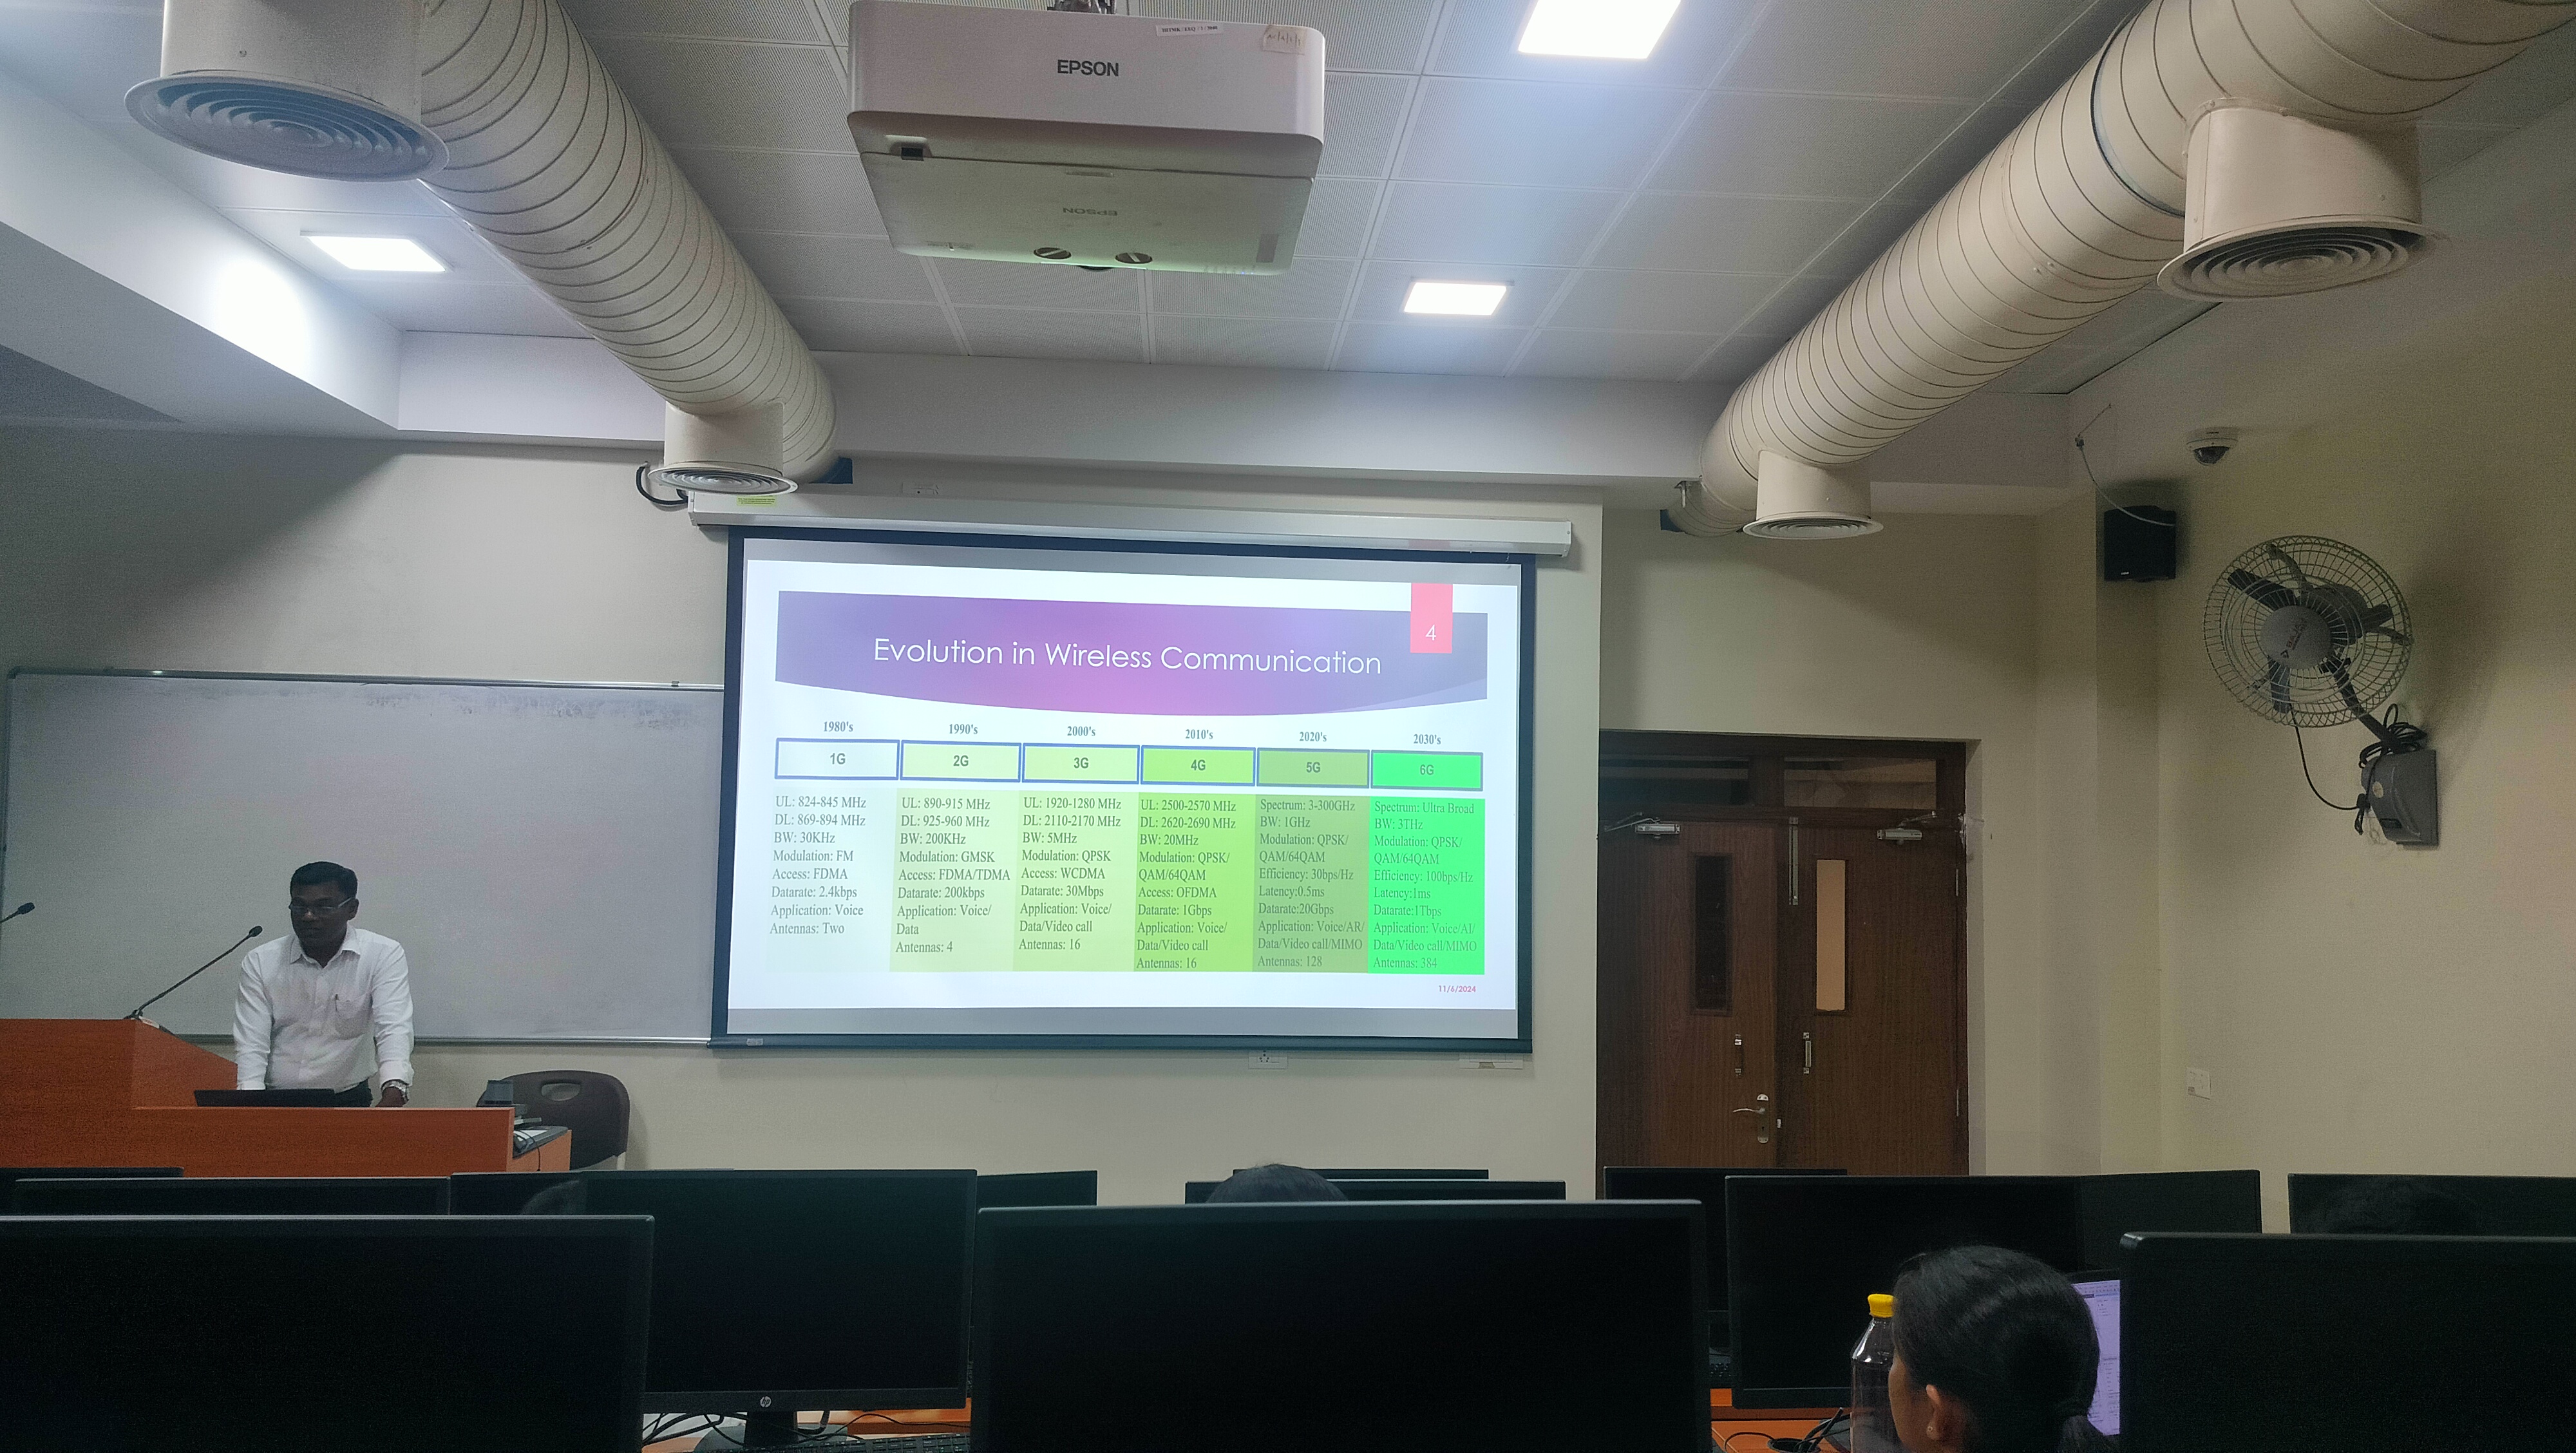 EPSON
EPSON
4
Evolution in Wireless Communication
1980's
1990's
2000's
2010's
2020's
2030's
1G
2G
3G
4G
5G
6G
UL: 824-845 MHz
DL: 869-894 MHz
BW: 30KHz
Modulation: FM
Access: FDMA
Datarate: 2.4kbps
Application: Voice
Antennas: Two
UL: 890-915 MHz
DL: 925-960 MHz
BW: 200KHz
Modulation: GMSK
Access: FDMA/TDMA
Datarate: 200kbps
Application: Voice/
Data
Antennas: 4
UL: 1920-1280 MHz
DL: 2110-2170 MHz
BW: 5MHz
Modulation: QPSK
Access: WCDMA
Datarate: 30Mbps
Application: Voice/
Data/Video call
Antennas: 16
UL: 2500-2570 MHz
DL: 2620-2690 MHz
BW: 20MHz
Modulation: QPSK/
QAM/64QAM
Access: OFDMA
Datarate: 1Gbps
Application: Voice/
Data/Video call
Antennas: 16
Spectrum: 3-300GHz
BW: 1GHz
Modulation: QPSK/
QAM/64QAM
Efficiency: 30bps/Hz
Latency:0.5ms
Datarate:20Gbps
Application: Voice/AR/
Data/Video call/MIMO
Antennas: 128
Spectrum: Ultra Broad
BW: 3THz
Modulation: QPSK/
QAM/64QAM
Efficiency: 100bps/Hz
Latency:1ms
Datarate:1Tbps
Application: Voice/AI/
Data/Video call/MIMO
Antennas: 384
11/6/2024
hp